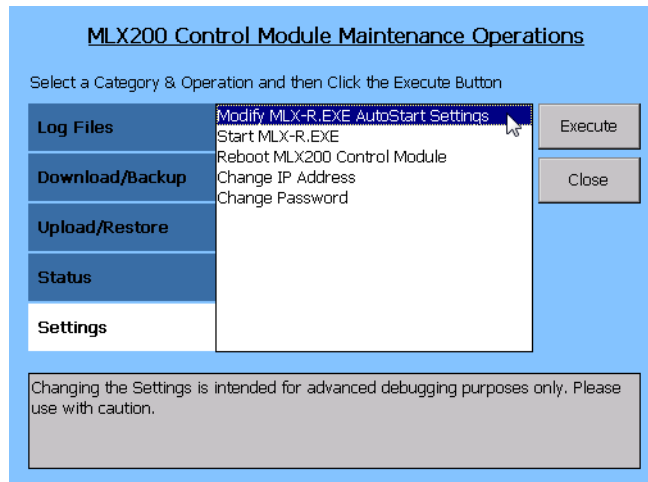 MLX200 Control Module Maintenance Operations
Select a Category & Operation and then Click the Execute Button
Log Files
Download/Backup
Upload/Restore
Status
Settings
Modify MLX-R.EXE AutoStart Settings
Start MLX-R.EXE
Reboot MLX200 Control Module
Change IP Address
Change Password
Execute
Close
Changing the Settings is intended for advanced debugging purposes only. Please
use with caution.